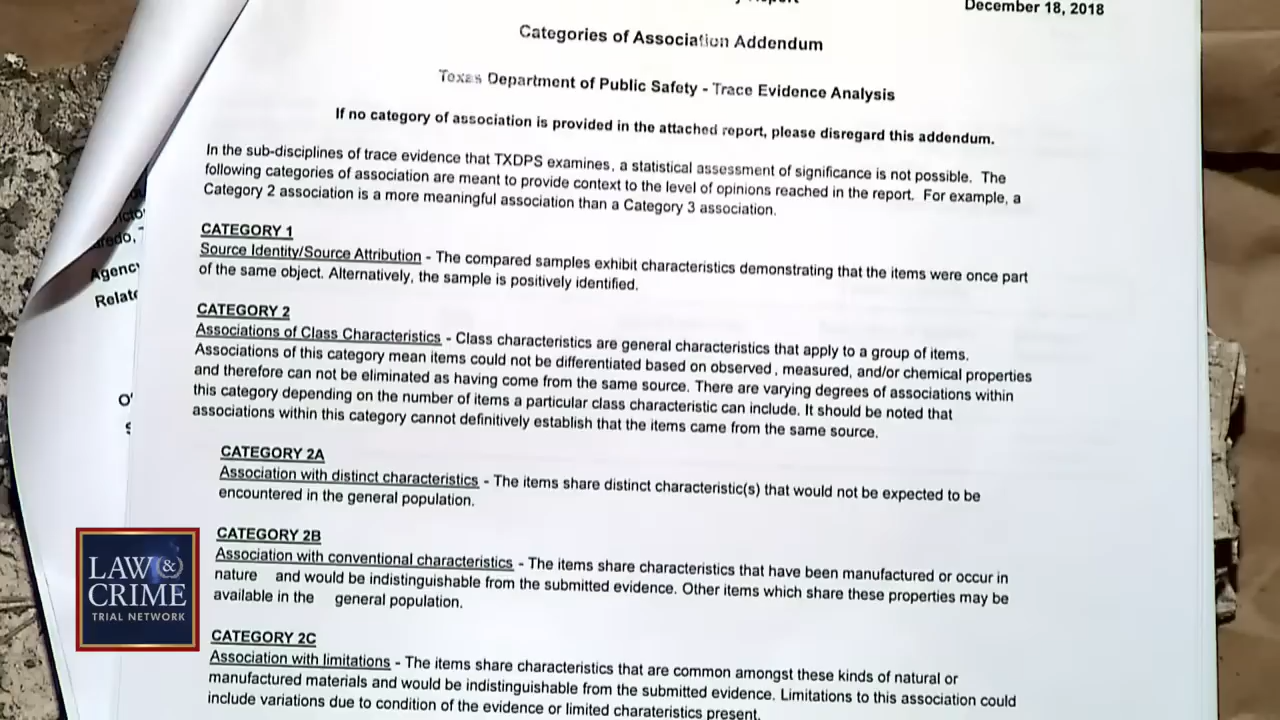 December 18, 2018
Categories of Association Addendum
Texas Department of Public Safety - Trace Evidence Analysis
If no category of association is provided in the attached report, please disregard this addendum.
In the sub-disciplines of trace evidence that TXDPS examines, a statistical assessment of significance is not possible. The
following categories of association are meant to provide context to the level of opinions reached in the report. For example, a
Category 2 association is a more meaningful association than a Category 3 association.
CATEGORY 1
Source Identity/Source Attribution - The compared samples exhibit characteristics demonstrating that the items were once part
of the same object. Alternatively, the sample is positively identified.
CATEGORY 2
Associations of Class Characteristics - Class characteristics are general characteristics that apply to a group of items.
Associations of this category mean items could not be differentiated based on observed , measured, and/or chemical properties
and therefore can not be eliminated as having come from the same source. There are varying degrees of associations within
this category depending on the number of items a particular class characteristic can include. It should be noted that
associations within this category cannot definitively establish that the items came from the same source.
CATEGORY 2A
Association with distinct characteristics - The items share distinct characteristic(s) that would not be expected to be
encountered in the general population.
CATEGORY 2B
Association with conventional characteristics - The items share characteristics that have been manufactured or occur in
nature and would be indistinguishable from the submitted evidence. Other items which share these properties may be
available in the general population.
CATEGORY 2C
Association with limitations - The items share characteristics that are common amongst these kinds of natural or
manufactured materials and would be indistinguishable from the submitted evidence. Limitations to this association could
include variations due to condition of the evidence or limited charateristics present.
Agency
LAW &
CRIME
TRIAL NETWORK